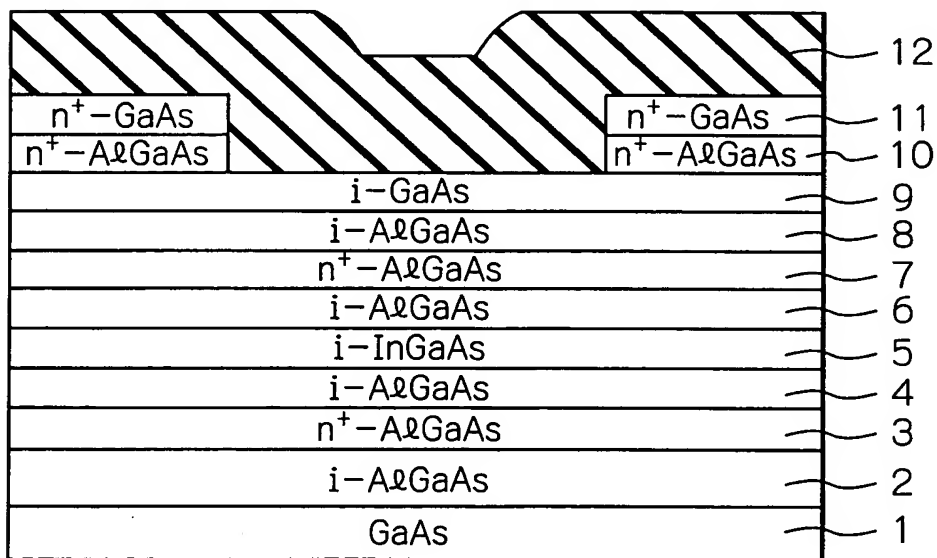 12
n⁺-GaAs n⁺-GaAs 11
n⁺-AℓGaAs n⁺-AℓGaAs 10
i-GaAs 9
i-AℓGaAs 8
n⁺-AℓGaAs 7
i-AℓGaAs 6
i-InGaAs 5
i-AℓGaAs 4
n⁺-AℓGaAs 3
i-AℓGaAs 2
GaAs 1